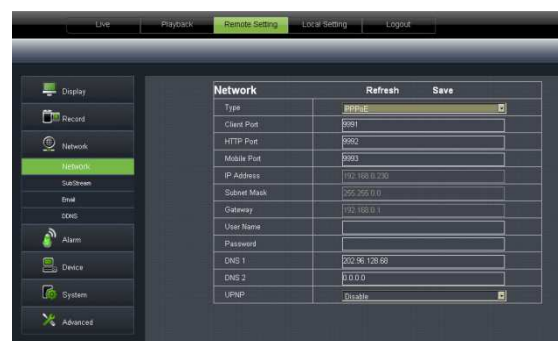 Live Playback Remote Setting Local Setting Logout
Display
Record
Network
Network
SubStream
Email
DDNS
Alarm
Device
System
Advanced
Network Refresh Save
Type PPPoE
Client Port 9991
HTTP Port 9992
Mobile Port 9993
IP Address 192.168.0.230
Subnet Mask 255.255.0.0
Gateway 192.168.0.1
User Name
Password
DNS 1 202.96.128.68
DNS 2 0.0.0.0
UPNP Disable